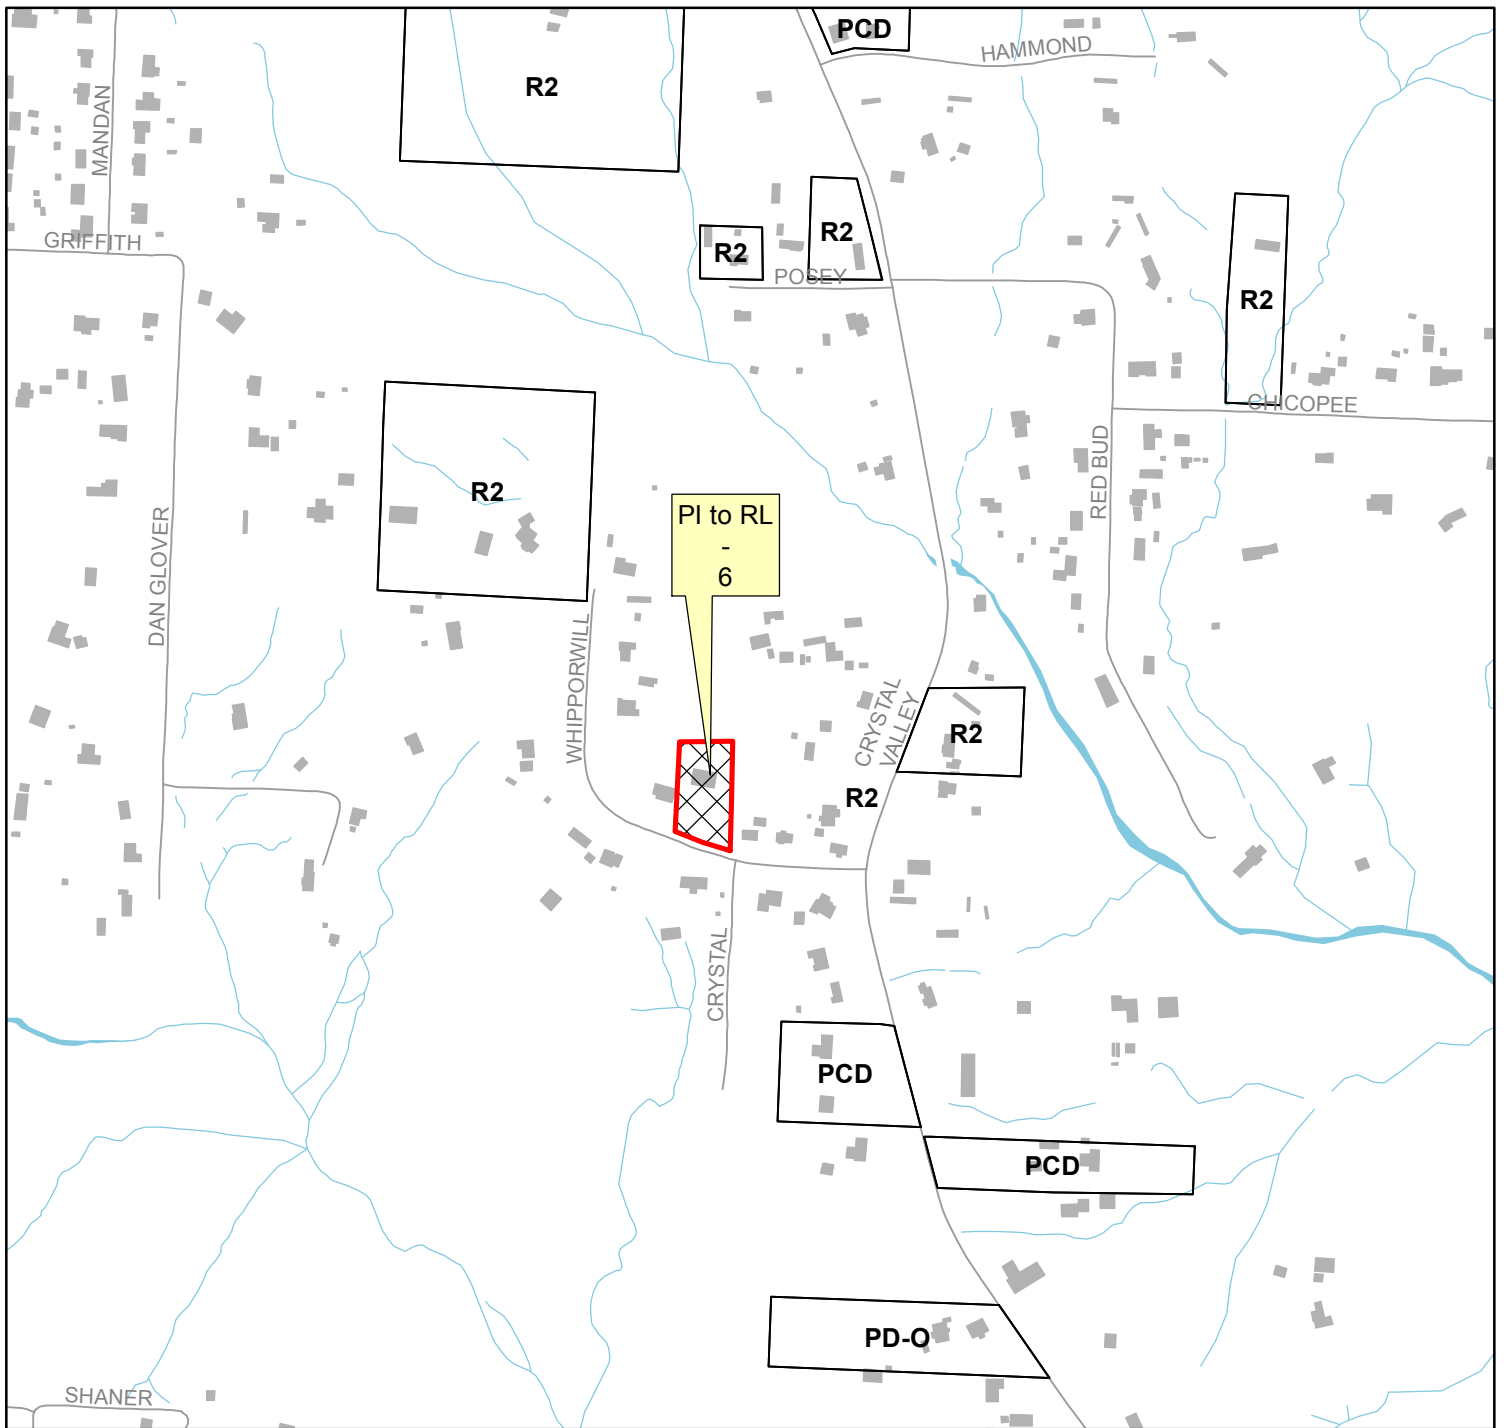 PCD
HAMMOND
R2
MANDAN
R2
R2
GRIFFITH
POSEY
R2
CHICOPEE
RED BUD
R2
PI to RL
-
6
DAN GLOVER
WHIPPORWILL
CRYSTAL
VALLEY
R2
R2
CRYSTAL
PCD
PCD
PD-O
SHANER